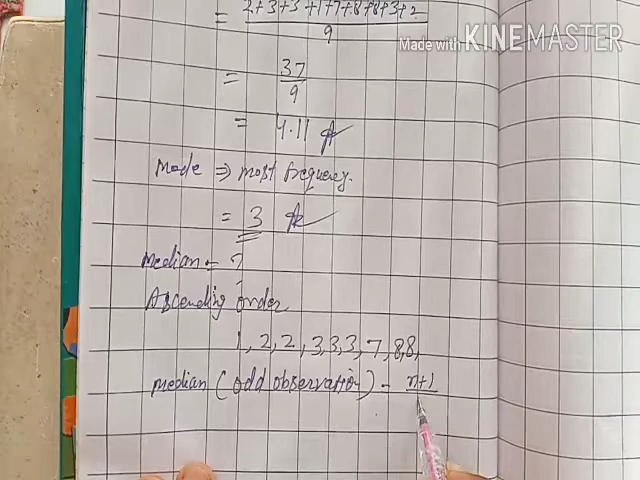 Made with KINEMASTER
= 2+3+3+1+7+8+8+3+2
9
= 37
9
= 4.11
Mode ⇒ most frequency.
= 3
Median = ?
Ascending order
1, 2, 2, 3, 3, 3, 7, 8, 8,
median (odd observation) = n+1